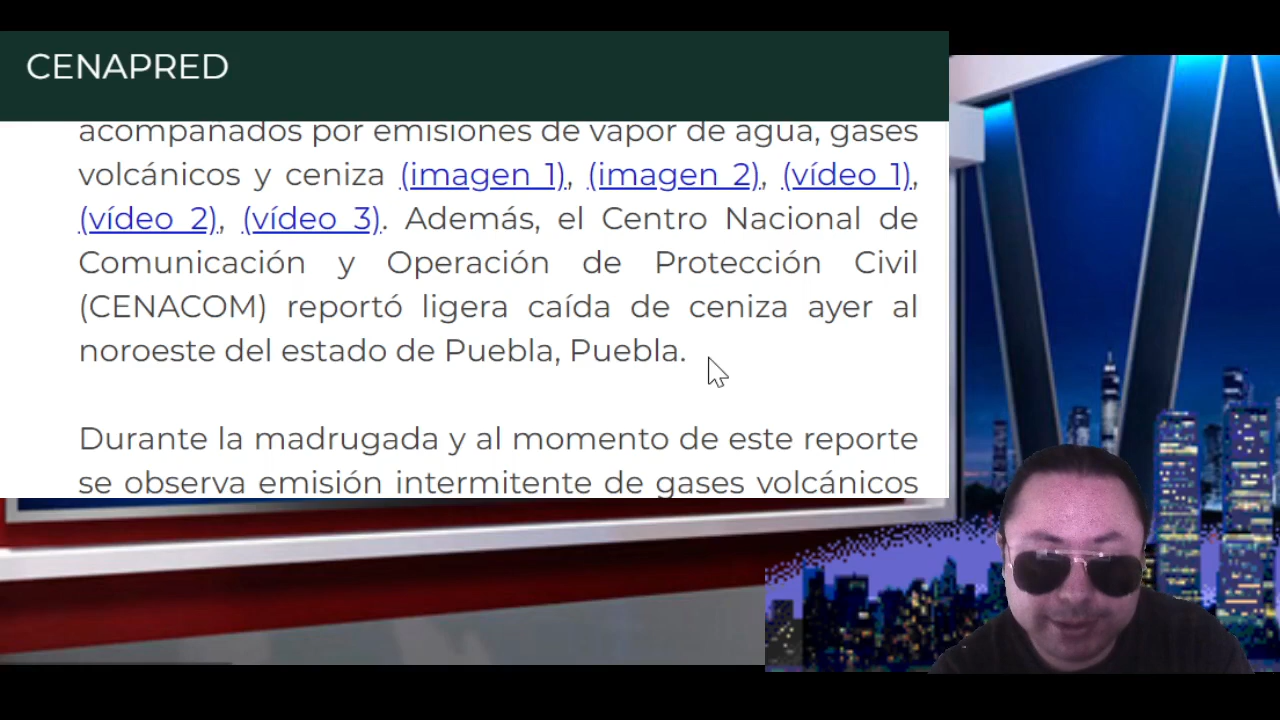 CENAPRED
acompañados por emisiones de vapor de agua, gases
volcánicos y ceniza (imagen 1), (imagen 2), (vídeo 1),
(vídeo 2), (vídeo 3). Además, el Centro Nacional de
Comunicación y Operación de Protección Civil
(CENACOM) reportó ligera caída de ceniza ayer al
noroeste del estado de Puebla, Puebla.
Durante la madrugada y al momento de este reporte
se observa emisión intermitente de gases volcánicos